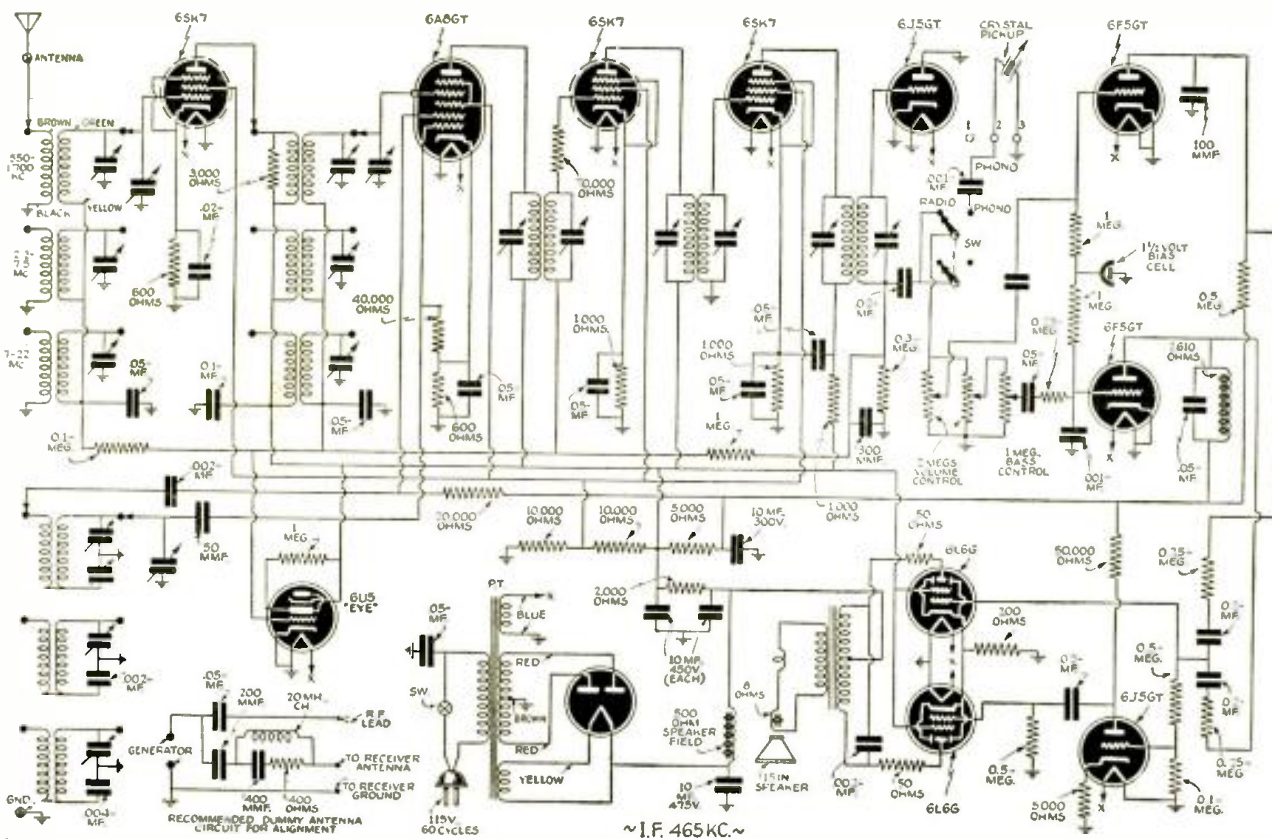 6SK7
6A8GT
6SK7
6SK7
6J5GT
CRYSTAL
PICKUP
6F5GT
ANTENNA
BROWN
GREEN
550-
1700
KC
BLACK
YELLOW
3,000
OHMS
.02-
MF.
600
OHMS
1
2
3
PHONO
.001-
MF.
RADIO
PHONO
SW
100
MMF.
1
MEG.
1½ VOLT
BIAS
CELL
1
MEG.
0.5-
MEG.
MC
7-22
MC
.05-
MF.
0.1-
MF.
.05-
MF.
40,000
OHMS
.05-
MF.
600
OHMS
1,000
OHMS
.05-
MF.
.05-
MF.
1,000
OHMS
.05-
MF.
1
MEG.
MEG.
300
MMF.
.05-
MF.
6F5GT
OHMS
.05-
MF.
.001-
MF.
0.1-
MEG.
MEGS
VOLUME
CONTROL
1 MEG.
BASS
CONTROL
.002-
MF.
50
MMF.
20,000
OHMS
10,000
OHMS
10,000
OHMS
5,000
OHMS
10 MF.
300V.
1,000
OHMS
50
OHMS
6L6G
50,000
OHMS
0.25-
MEG.
1
MEG.
6U5
"EYE"
P.T.
BLUE
2,000
OHMS
200
OHMS
0.5-
MEG.
.05-
MF.
RED
BROWN
RED
YELLOW
10 MF.
450V.
(EACH)
SW
8
OHMS
500
OHM
SPEAKER
FIELD
6J5GT
.002-
MF.
.05-
MF.
200
MMF.
20 MH.
CH.
R.F.
LEAD
GENERATOR
TO RECEIVER
ANTENNA
TO RECEIVER
GROUND
400
MMF.
400
OHMS
115V.
60 CYCLES
10
MF.
475V.
15 IN.
SPEAKER
.002-
MF.
50
OHMS
6L6G
0.5-
MEG.
5,000
OHMS
0.1-
MEG.
0.25-
MEG.
GND.
.004-
MF.
RECOMMENDED DUMMY ANTENNA
CIRCUIT FOR ALIGNMENT
~I.F. 465 KC.~